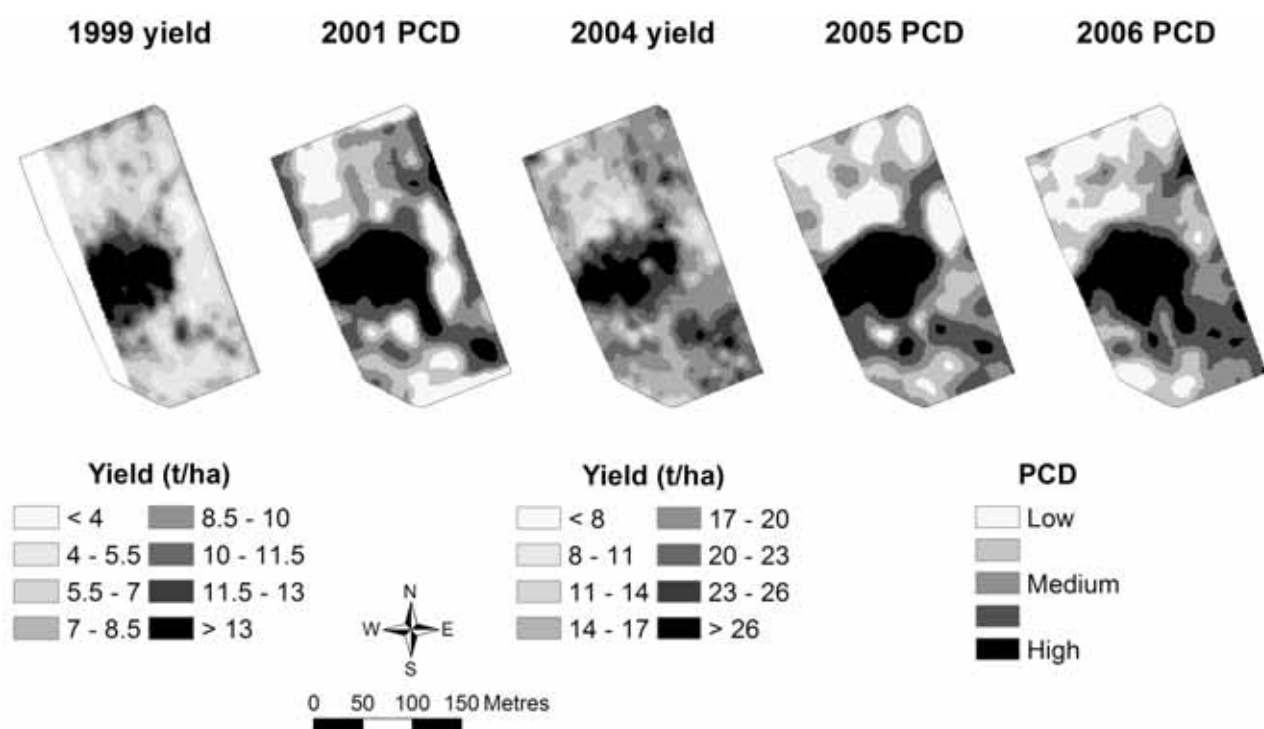 1999 yield 2001 PCD 2004 yield 2005 PCD 2006 PCD
Yield (t/ha)
< 4 8.5 - 10
4 - 5.5 10 - 11.5
5.5 - 7 11.5 - 13
7 - 8.5 > 13
N
W E
S
0 50 100 150 Metres
Yield (t/ha)
< 8 17 - 20
8 - 11 20 - 23
11 - 14 23 - 26
14 - 17 > 26
PCD
Low
Medium
High